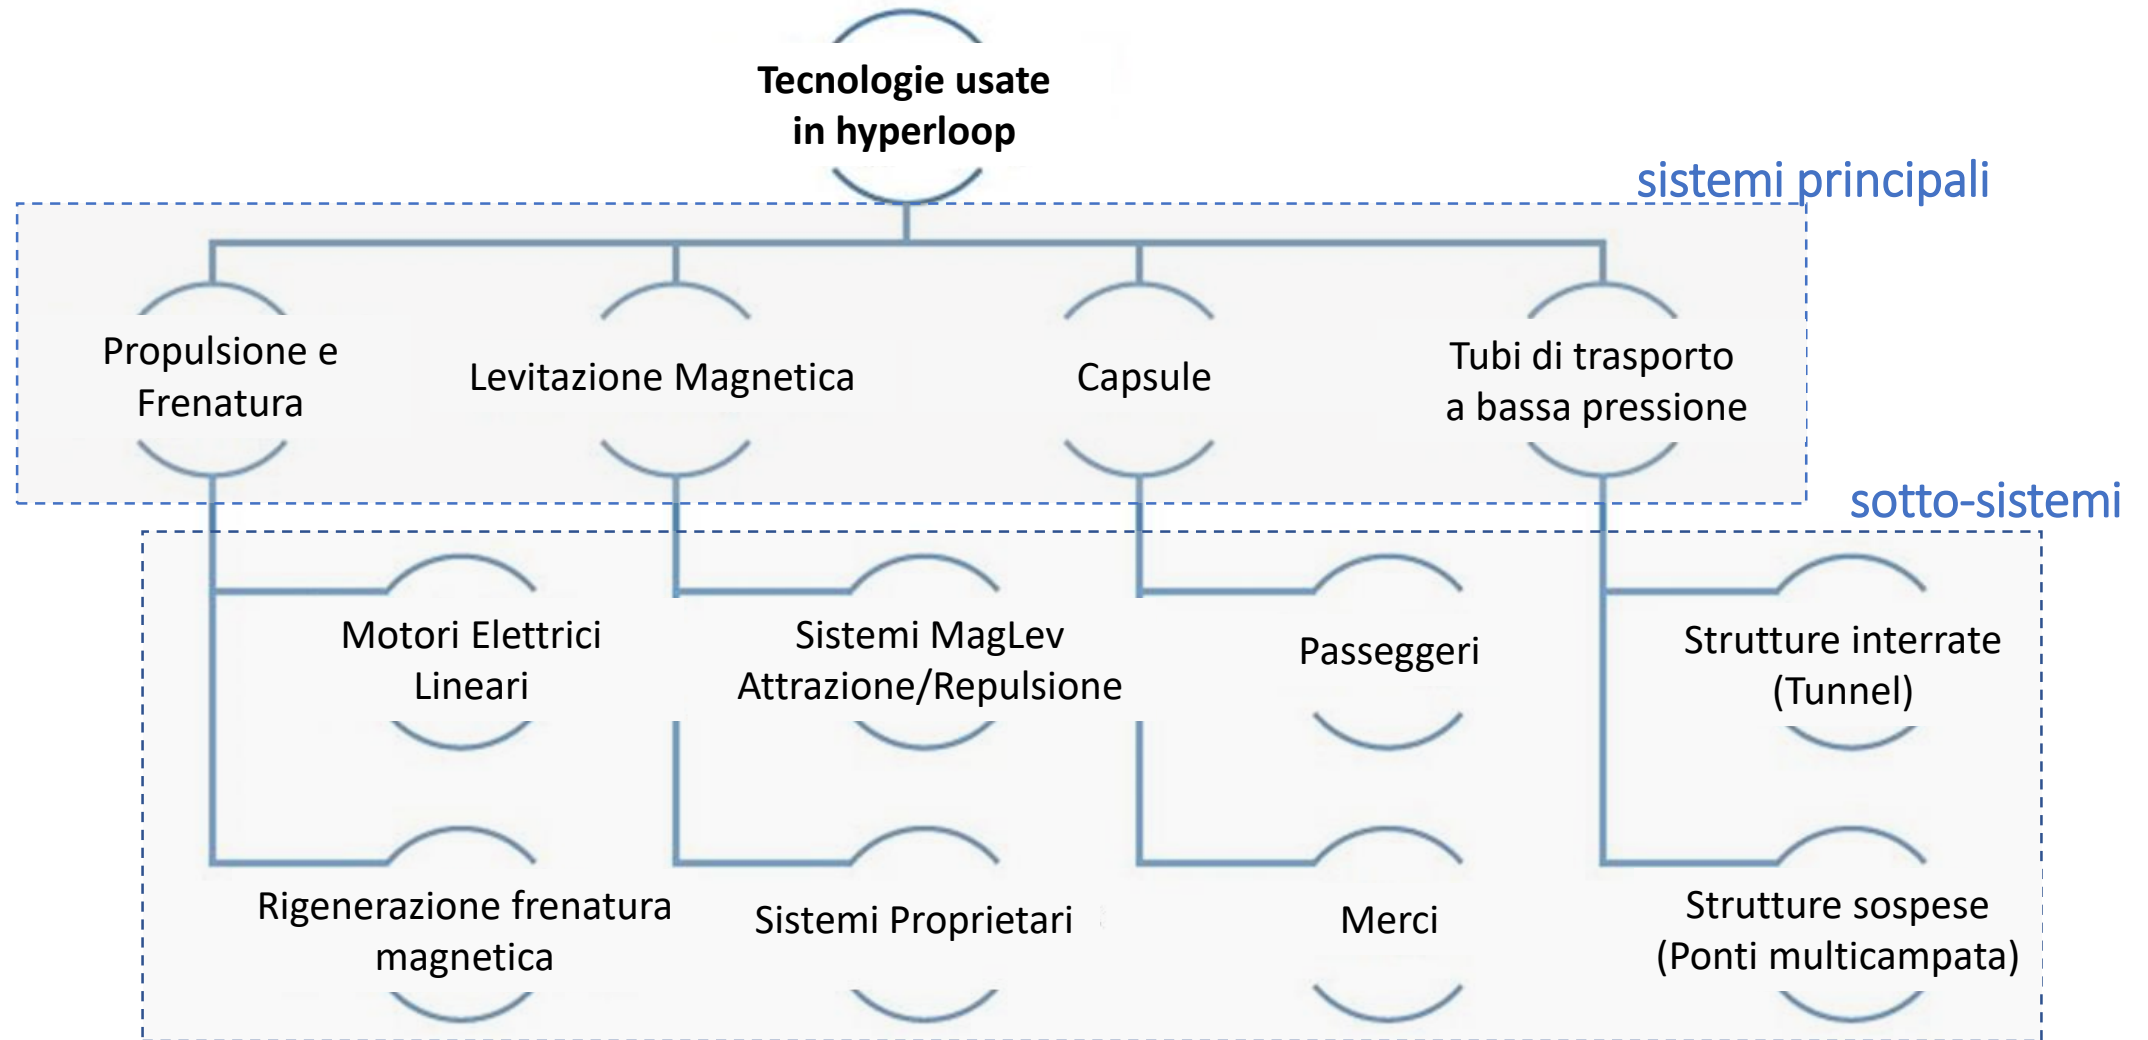 Tecnologie usate
in hyperloop
sistemi principali
Propulsione e
Frenatura
Levitazione Magnetica
Capsule
Tubi di trasporto
a bassa pressione
sotto-sistemi
Motori Elettrici
Lineari
Sistemi MagLev
Attrazione/Repulsione
Passeggeri
Strutture interrate
(Tunnel)
Rigenerazione frenatura
magnetica
Sistemi Proprietari
Merci
Strutture sospese
(Ponti multicampata)